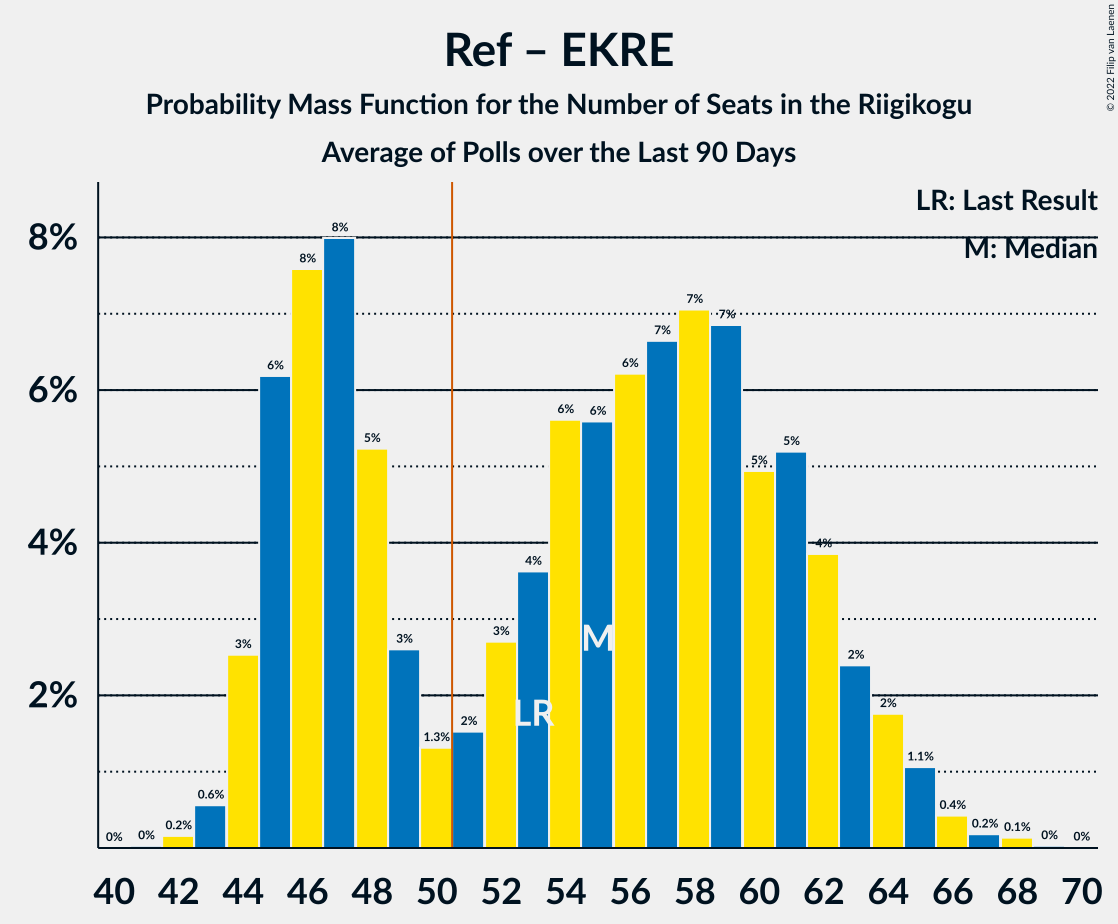 Ref – EKRE
Probability Mass Function for the Number of Seats in the Riigikogu
Average of Polls over the Last 90 Days
© 2022 Filip van Laenen
LR: Last Result
M: Median
8%
6%
4%
2%
0% 0% 0.2% 0.6% 3% 6% 8% 8% 5% 3% 1.3% 2% 3% 4% 6% 6% 6% 7% 7% 7% 5% 5% 4% 2% 2% 1.1% 0.4% 0.2% 0.1% 0% 0%
M
LR
40 42 44 46 48 50 52 54 56 58 60 62 64 66 68 70